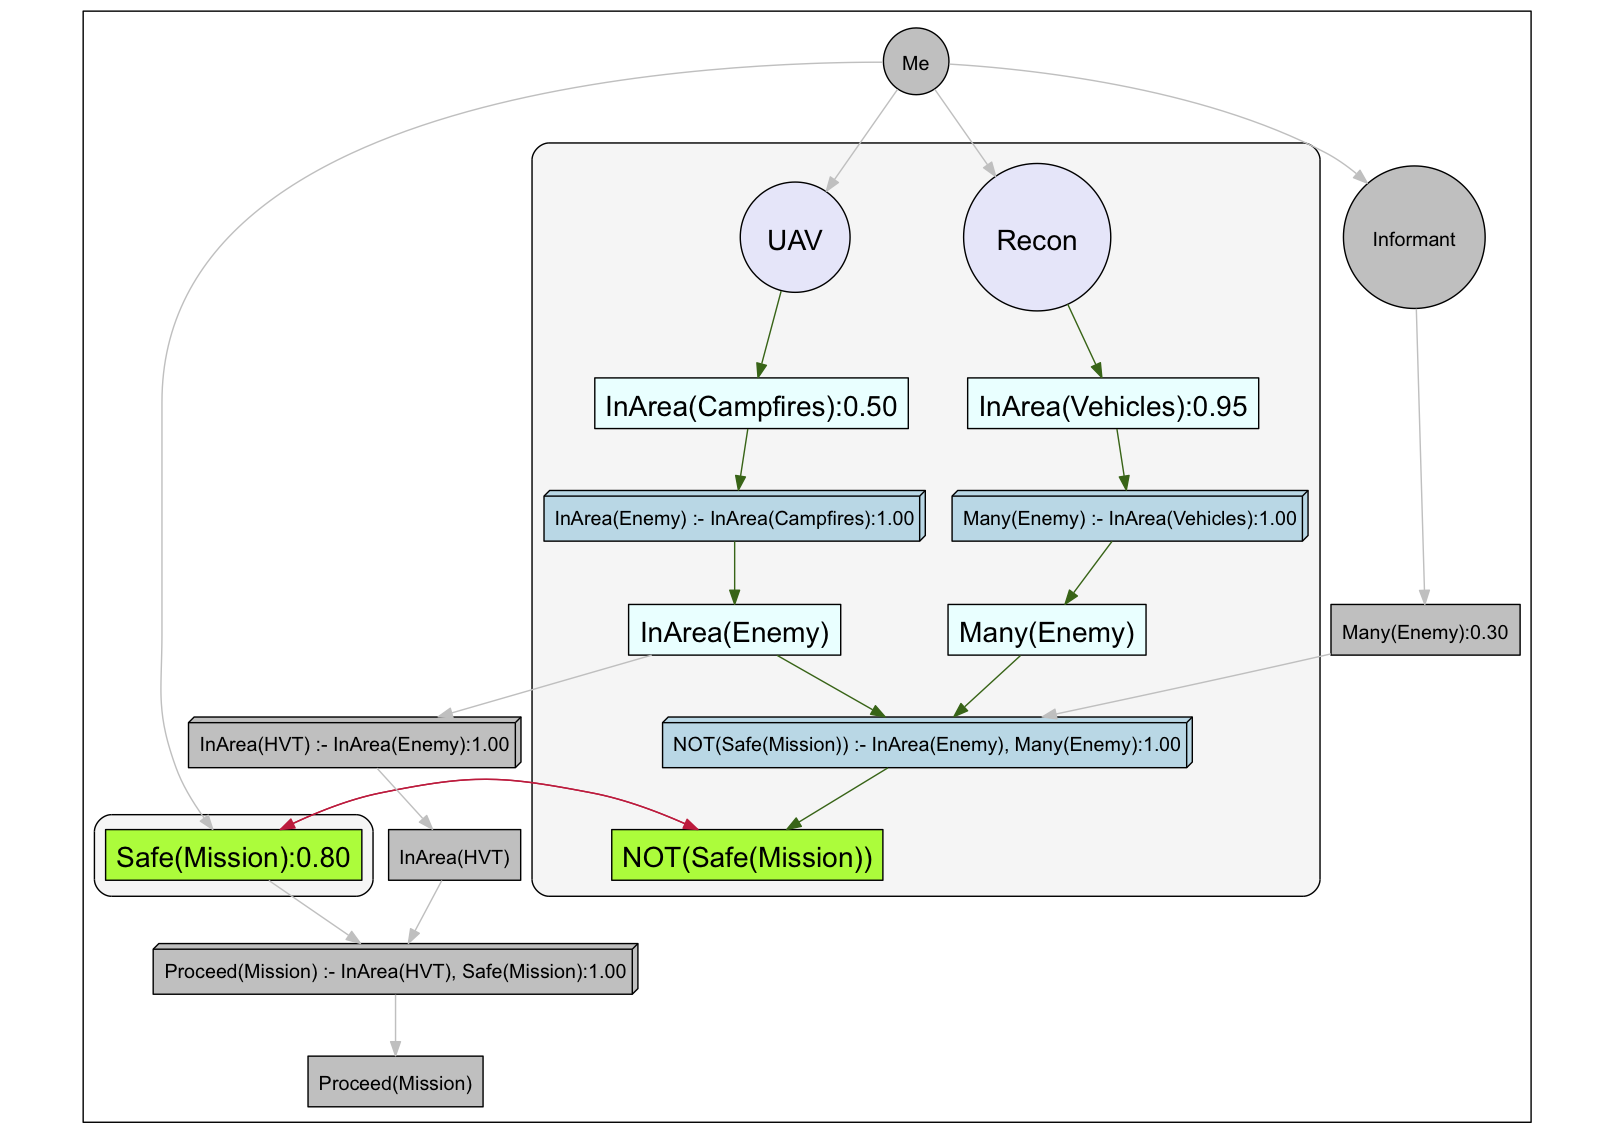 Me
UAV
Recon
Informant
InArea(Campfires):0.50
InArea(Vehicles):0.95
InArea(Enemy) :- InArea(Campfires):1.00
Many(Enemy) :- InArea(Vehicles):1.00
InArea(Enemy)
Many(Enemy)
Many(Enemy):0.30
InArea(HVT) :- InArea(Enemy):1.00
NOT(Safe(Mission)) :- InArea(Enemy), Many(Enemy):1.00
Safe(Mission):0.80
InArea(HVT)
NOT(Safe(Mission))
Proceed(Mission) :- InArea(HVT), Safe(Mission):1.00
Proceed(Mission)